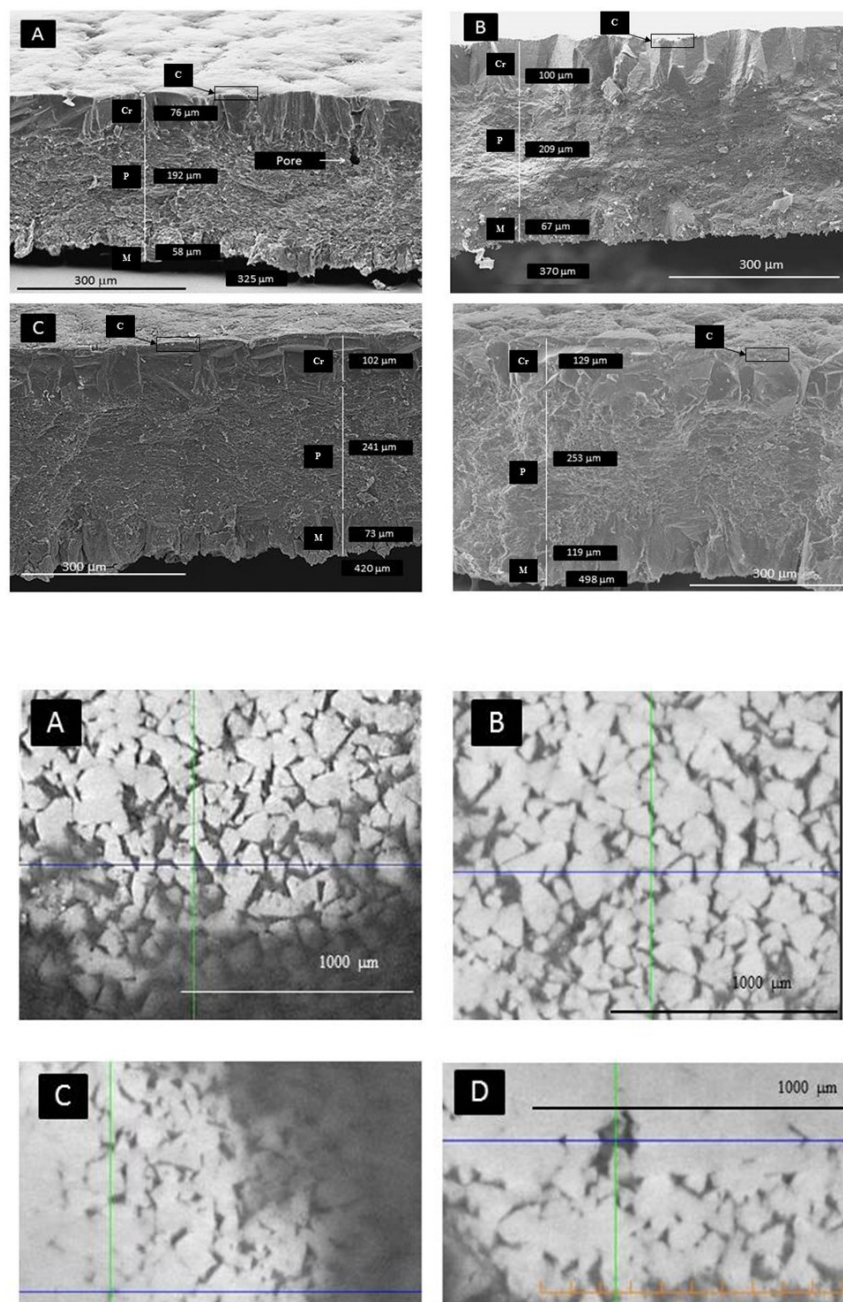 A
C
Cr
76 µm
Pore
P
192 µm
M
58 µm
300 µm
325 µm
B
C
Cr
100 µm
P
209 µm
M
67 µm
370 µm
300 µm
C
C
Cr
102 µm
P
241 µm
M
73 µm
300 µm
420 µm
C
Cr
129 µm
P
253 µm
119 µm
M
498 µm
300 µm
A
1000 µm
B
1000 µm
C
D
1000 µm